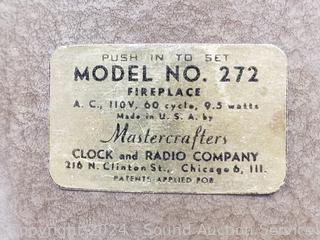 PUSH IN TO SET
MODEL NO. 272
FIREPLACE
A. C., 110V, 60 cycle, 9.5 watts
Made in U. S. A. by
Mastercrafters
CLOCK and RADIO COMPANY
216 N. Clinton St., Chicago 6, Ill.
PATENTS APPLIED FOR
Copyright 2024 Sound Auction Service